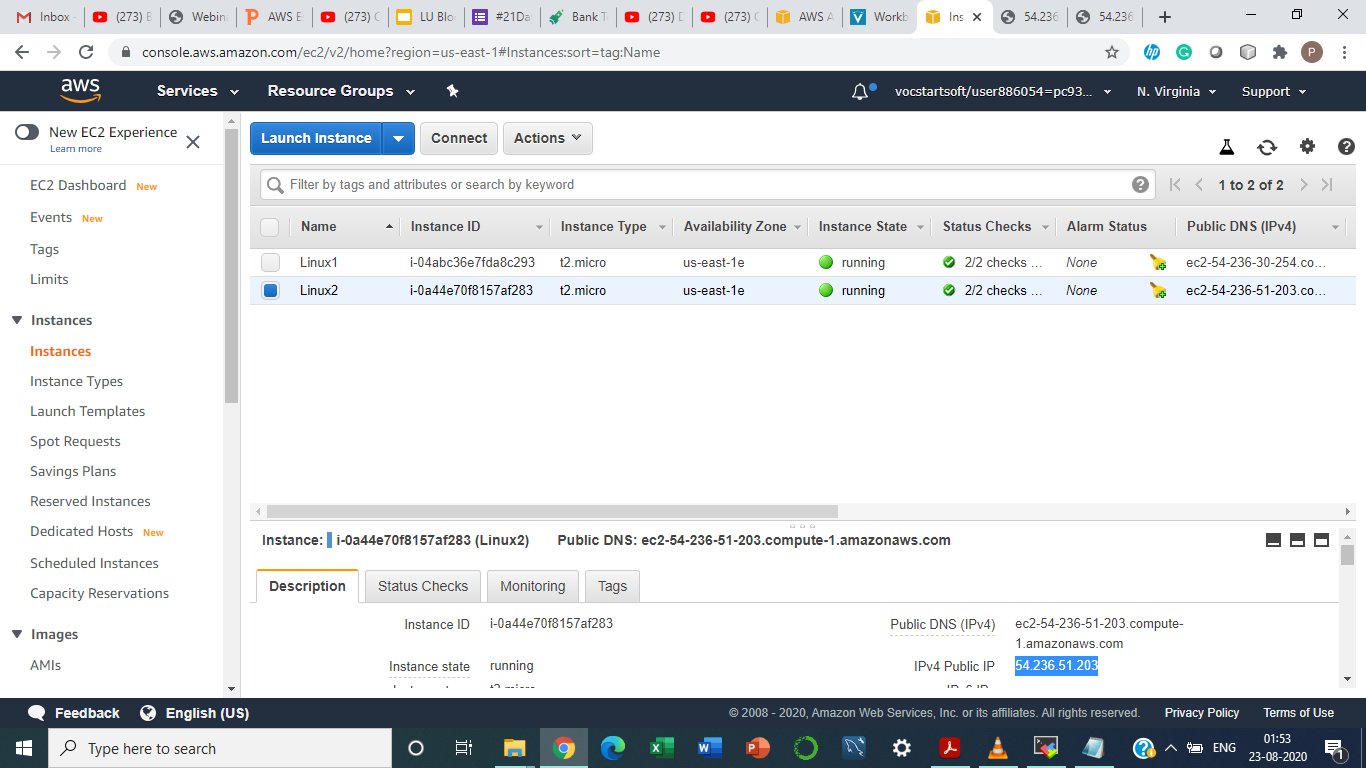 Inbox
(273) B
Webin
AWS Es
(273) C
LU Blo
#21Da
Bank T
(273) D
(273) C
AWS A
Workb
Ins
54.236
54.236
console.aws.amazon.com/ec2/v2/home?region=us-east-1#Instances:sort=tag:Name
P
aws
Services
Resource Groups
vocstartsoft/user886054=pc93...
N. Virginia
Support
New EC2 Experience
Learn more
EC2 Dashboard New
Events New
Tags
Limits
Instances
Instances
Instance Types
Launch Templates
Spot Requests
Savings Plans
Reserved Instances
Dedicated Hosts New
Scheduled Instances
Capacity Reservations
Images
AMIs
Launch Instance
Connect
Actions
Filter by tags and attributes or search by keyword
1 to 2 of 2
Name Instance ID Instance Type Availability Zone Instance State Status Checks Alarm Status Public DNS (IPv4)
Linux1 i-04abc36e7fda8c293 t2.micro us-east-1e running 2/2 checks ... None ec2-54-236-30-254.co...
Linux2 i-0a44e70f8157af283 t2.micro us-east-1e running 2/2 checks ... None ec2-54-236-51-203.co...
Instance: i-0a44e70f8157af283 (Linux2) Public DNS: ec2-54-236-51-203.compute-1.amazonaws.com
Description Status Checks Monitoring Tags
Instance ID i-0a44e70f8157af283
Public DNS (IPv4) ec2-54-236-51-203.compute-
1.amazonaws.com
Instance state running
IPv4 Public IP 54.236.51.203
Feedback
English (US)
© 2008 - 2020, Amazon Web Services, Inc. or its affiliates. All rights reserved.
Privacy Policy
Terms of Use
Type here to search
ENG
01:53
23-08-2020
1